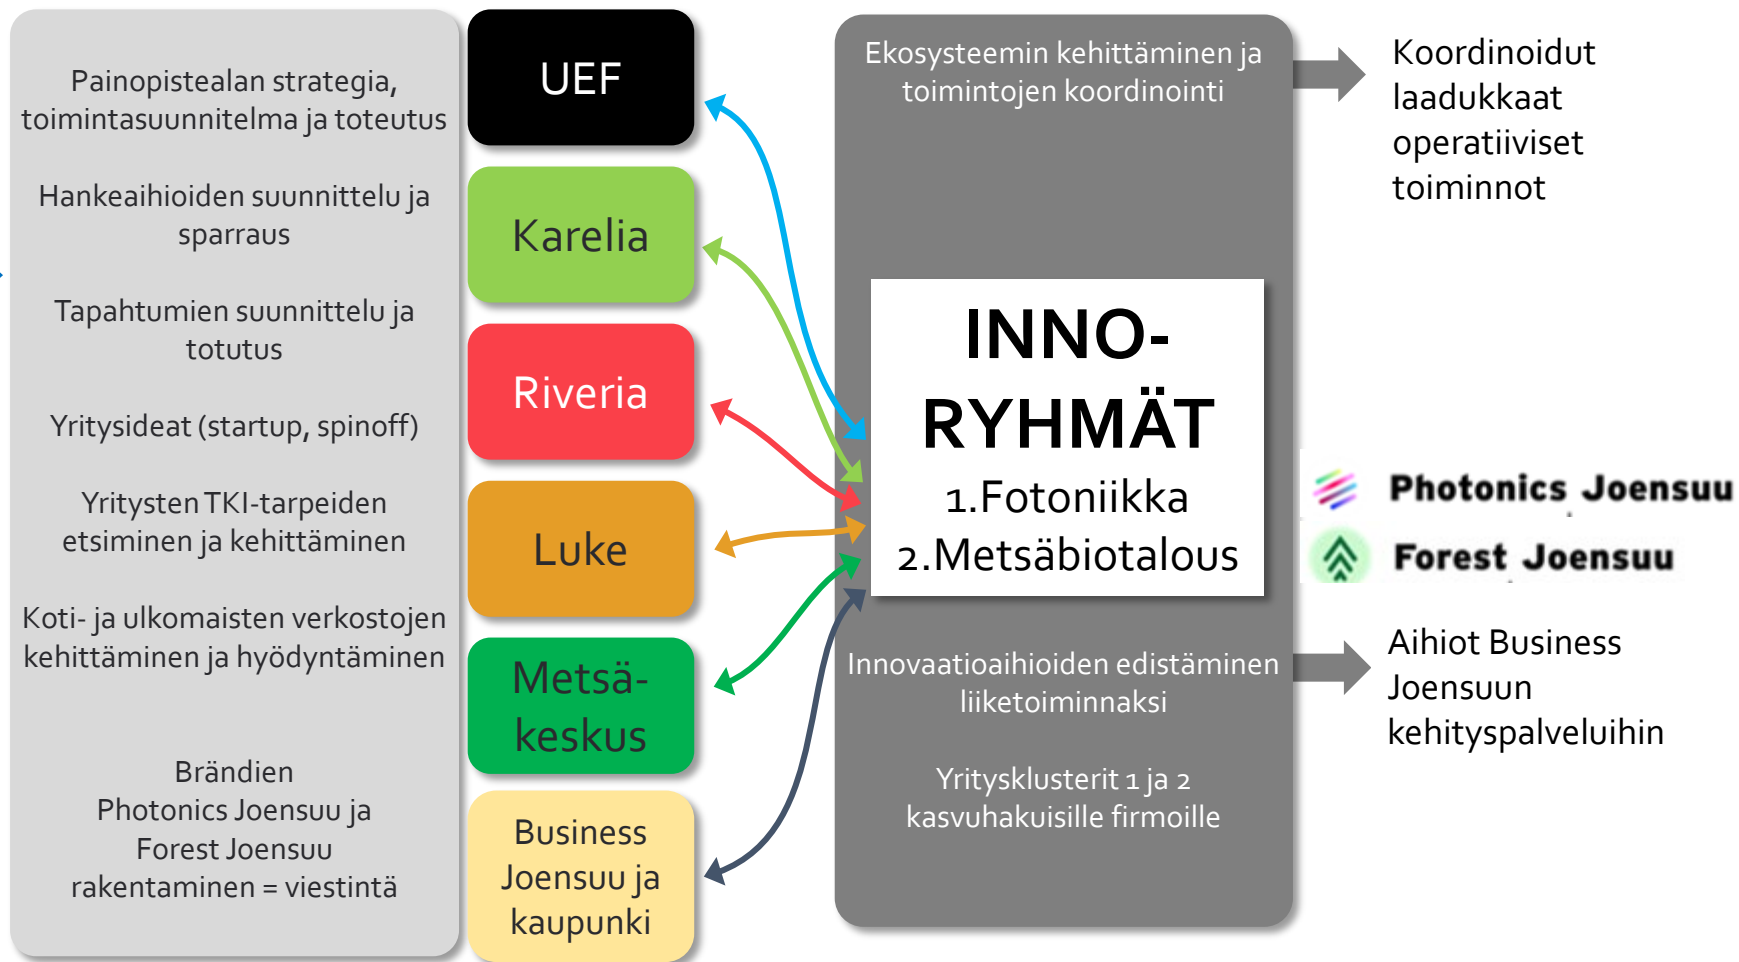 Painopistealan strategia,
toimintasuunnitelma ja toteutus
Hankeaihioiden suunnittelu ja
sparraus
Tapahtumien suunnittelu ja
totutus
Yritysideat (startup, spinoff)
Yritysten TKI-tarpeiden
etsiminen ja kehittäminen
Koti- ja ulkomaisten verkostojen
kehittäminen ja hyödyntäminen
Brändien
Photonics Joensuu ja
Forest Joensuu
rakentaminen = viestintä
UEF
Karelia
Riveria
Luke
Metsä-
keskus
Business
Joensuu ja
kaupunki
Ekosysteemin kehittäminen ja
toimintojen koordinointi
INNO-
RYHMÄT
1.Fotoniikka
2.Metsäbiotalous
Innovaatioaihioiden edistäminen
liiketoiminnaksi
Yritysklusterit 1 ja 2
kasvuhakuisille firmoille
Koordinoidut
laadukkaat
operatiiviset
toiminnot
Photonics Joensuu
Forest Joensuu
Aihiot Business
Joensuun
kehityspalveluihin